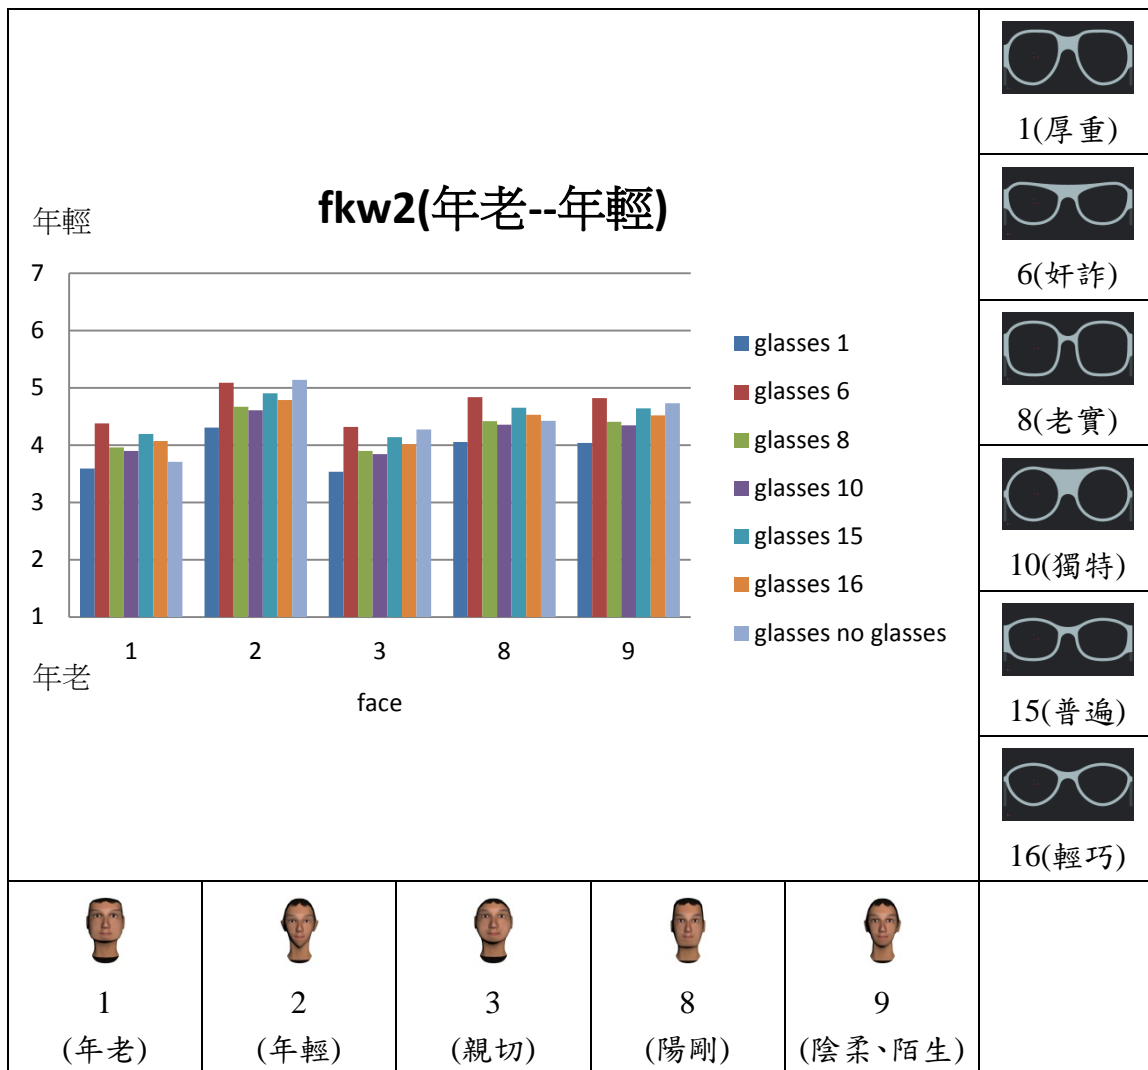 fkw2(年老--年輕)
年輕
7
6
5
4
3
2
1
年老
1
2
3
8
9
face
glasses 1
glasses 6
glasses 8
glasses 10
glasses 15
glasses 16
glasses no glasses
1(厚重)
6(奸詐)
8(老實)
10(獨特)
15(普遍)
16(輕巧)
1
(年老)
2
(年輕)
3
(親切)
8
(陽剛)
9
(陰柔、陌生)